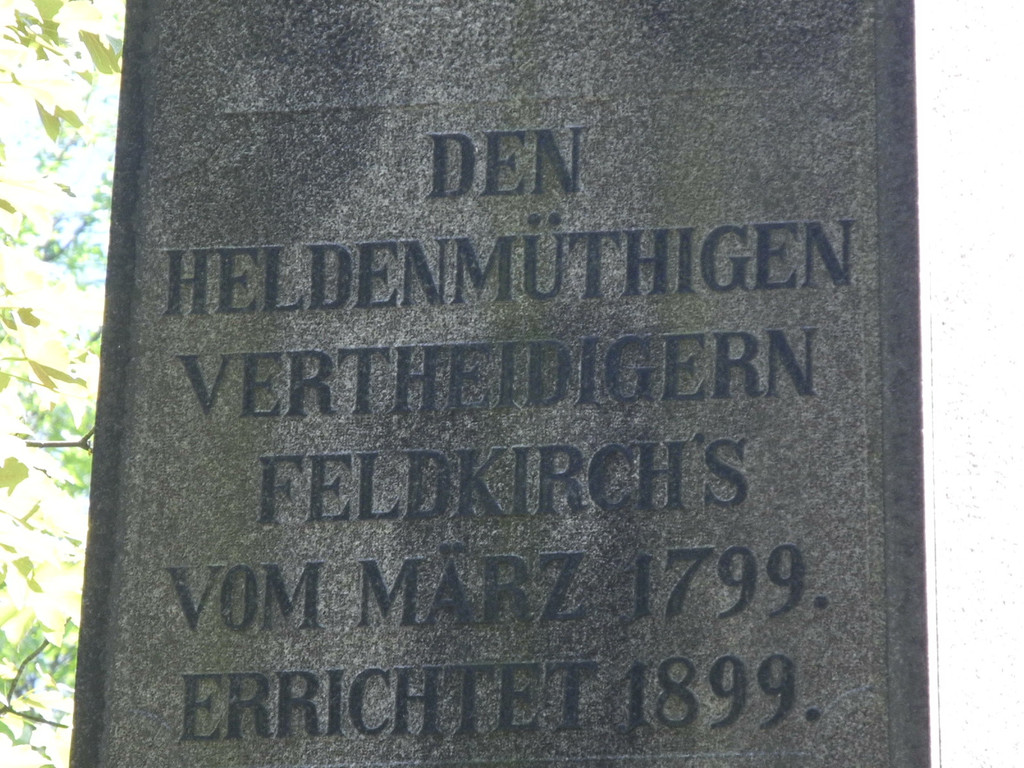 DEN
HELDENMÜTHIGEN
VERTHEIDIGERN
FELDKIRCH'S
VOM MÄRZ 1799.
ERRICHTET 1899.